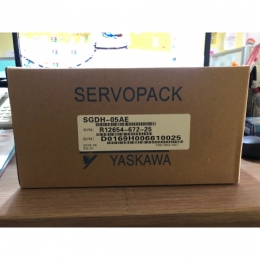 SERVOPACK
SGDH-05AE
R12654-672-25
D0169H006610025
YASKAWA